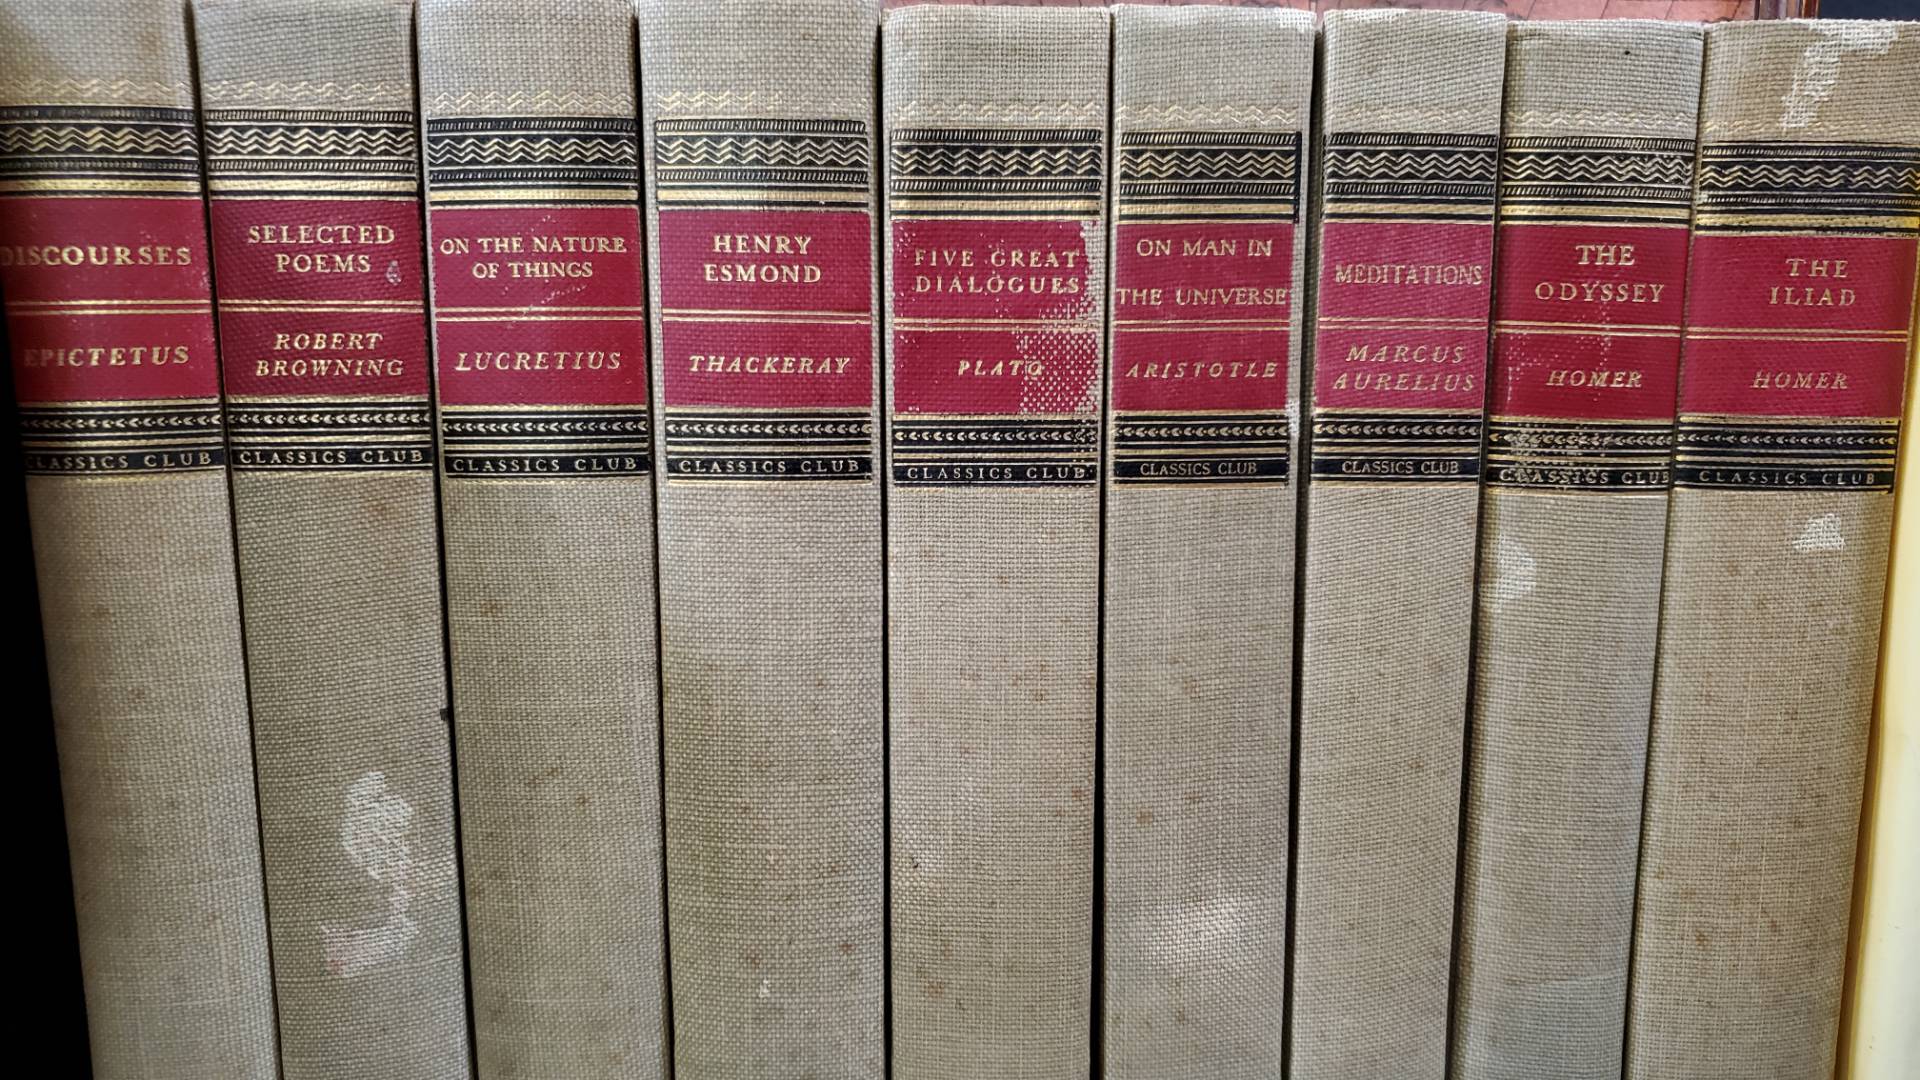 DISCOURSES
EPICTETUS
CLASSICS CLUB
SELECTED
POEMS
ROBERT
BROWNING
CLASSICS CLUB
ON THE NATURE
OF THINGS
LUCRETIUS
CLASSICS CLUB
HENRY
ESMOND
THACKERAY
CLASSICS CLUB
FIVE GREAT
DIALOGUES
PLATO
CLASSICS CLUB
ON MAN IN
THE UNIVERSE
ARISTOTLE
CLASSICS CLUB
MEDITATIONS
MARCUS
AURELIUS
CLASSICS CLUB
THE
ODYSSEY
HOMER
CLASSICS CLUB
THE
ILIAD
HOMER
CLASSICS CLUB